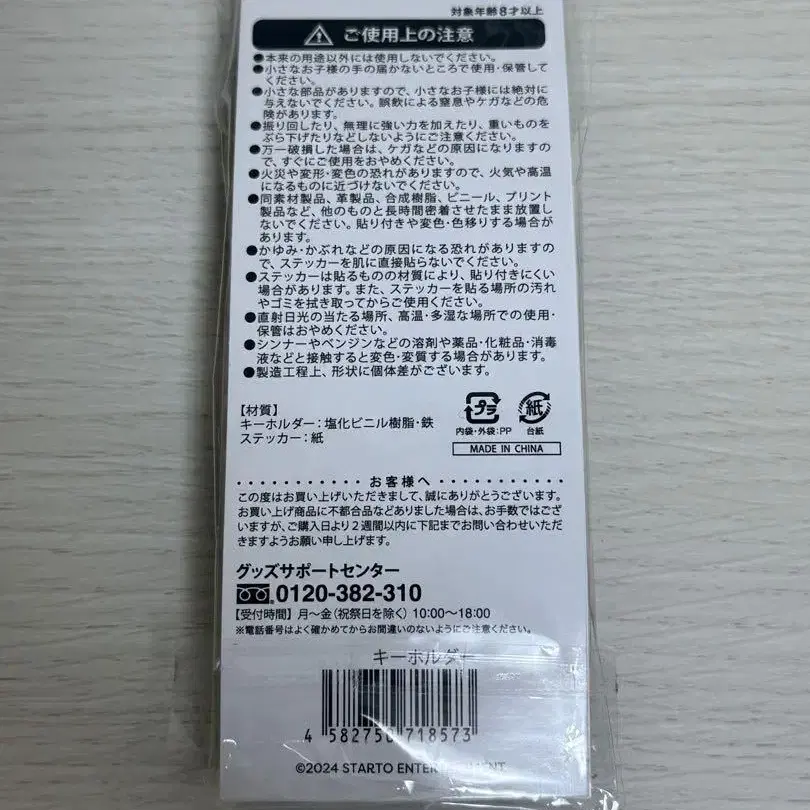 対象年齢8才以上
ご使用上の注意
●本来の用途以外には使用しないでください。
●小さなお子様の手の届かないところで使用・保管して
ください。
●小さな部品がありますので、小さなお子様には絶対に
与えないでください。誤飲による窒息やケガなどの危
険があります。
●振り回したり、無理に強い力を加えたり、重いものを
ぶら下げたりなどしないようにご注意ください。
●万一破損した場合は、ケガなどの原因になりますの
で、すぐにご使用をおやめください。
●火災や変形・変色の恐れがありますので、火気や高温
になるものに近づけないでください。
●同素材製品、革製品、合成樹脂、ビニール、プリント
製品など、他のものと長時間密着させたまま放置し
ないでください。貼り付きや変色・色移りする場合が
あります。
●かゆみ・かぶれなどの原因になる恐れがありますの
で、ステッカーを肌に直接貼らないでください。
●ステッカーは貼るものの材質により、貼り付きにくい
場合があります。また、ステッカーを貼る場所の汚れ
やゴミを拭き取ってからご使用ください。
●直射日光の当たる場所、高温・多湿な場所での使用・
保管はおやめください。
●シンナーやベンジンなどの溶剤や薬品・化粧品・消毒
液などと接触すると変色・変質する場合があります。
●製造工程上、形状に個体差がございます。
【材質】
キーホルダー:塩化ビニル樹脂・鉄
ステッカー:紙
プラ 紙
内袋・外袋:PP 台紙
MADE IN CHINA
お客様へ
この度はお買い上げいただきまして、誠にありがとうございます。
お買い上げ商品に不都合品などありました場合は、お手数ではござ
いますが、ご購入日より2週間以内に下記までお問い合わせいただ
きますようお願い申し上げます。
グッズサポートセンター
0120-382-310
【受付時間】月〜金(祝祭日を除く)10:00〜18:00
※電話番号はよく確かめてからお間違いのないようにご注意ください。
キーホルダー
4 582750 718573
©2024 STARTO ENTERTAINMENT